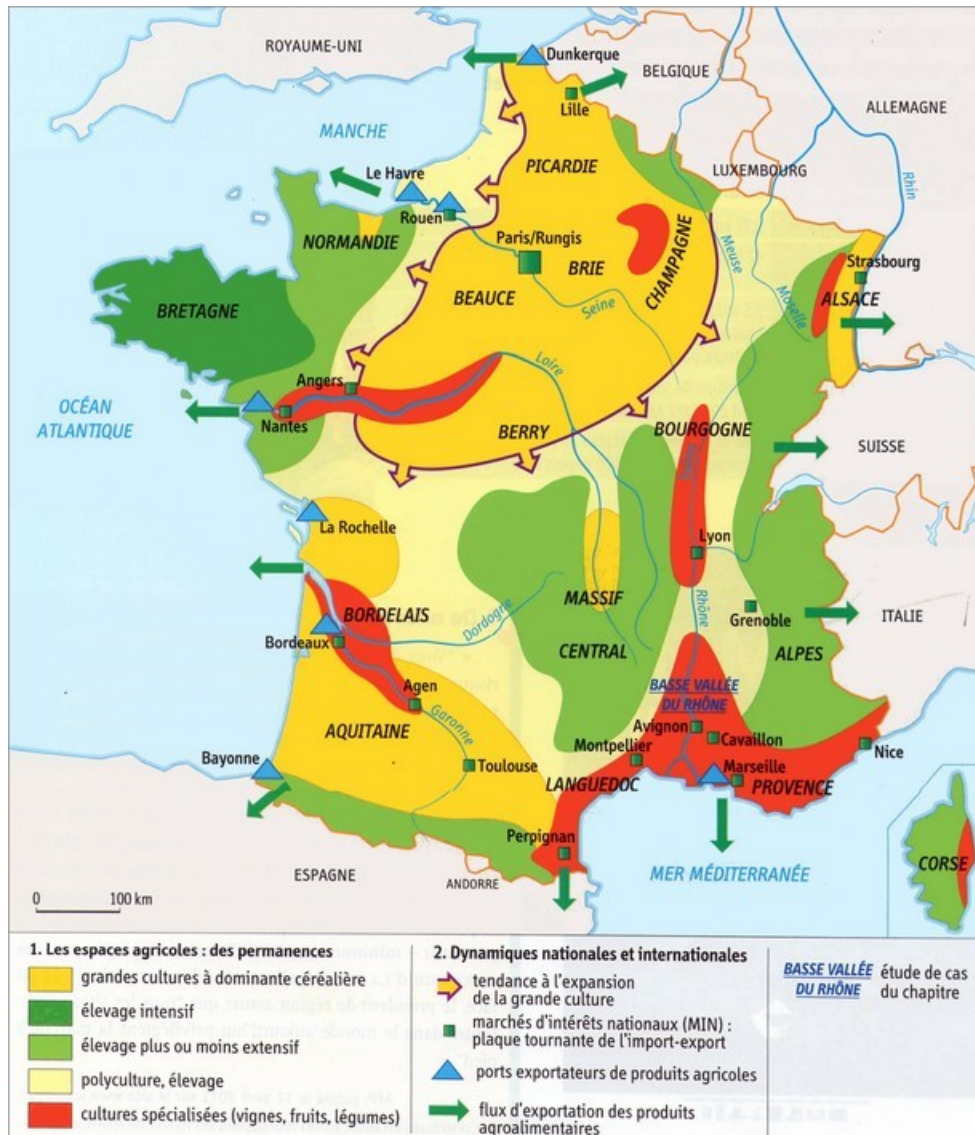 ROYAUME-UNI
Dunkerque
BELGIQUE
ALLEMAGNE
Lille
MANCHE
PICARDIE
LUXEMBOURG
Rhin
Le Havre
Rouen
NORMANDIE
Paris/Rungis
BRIE
CHAMPAGNE
Meuse
Moselle
Strasbourg
ALSACE
BEAUCE
Seine
BRETAGNE
Loire
Angers
OCÉAN
ATLANTIQUE
Nantes
BERRY
BOURGOGNE
SUISSE
La Rochelle
Lyon
MASSIF
CENTRAL
Rhône
Grenoble
ITALIE
BORDELAIS
Dordogne
Bordeaux
ALPES
Agen
BASSE VALLÉE
DU RHÔNE
Garonne
AQUITAINE
Avignon
Cavaillon
Montpellier
Nice
Bayonne
Toulouse
LANGUEDOC
Marseille
PROVENCE
Perpignan
CORSE
ESPAGNE
ANDORRE
MER MÉDITERRANÉE
0 100 km
1. Les espaces agricoles : des permanences
grandes cultures à dominante céréalière
élevage intensif
élevage plus ou moins extensif
polyculture, élevage
cultures spécialisées (vignes, fruits, légumes)
2. Dynamiques nationales et internationales
tendance à l'expansion
de la grande culture
marchés d'intérêts nationaux (MIN) :
plaque tournante de l'import-export
ports exportateurs de produits agricoles
flux d'exportation des produits
agroalimentaires
BASSE VALLÉE
DU RHÔNE
étude de cas
du chapitre